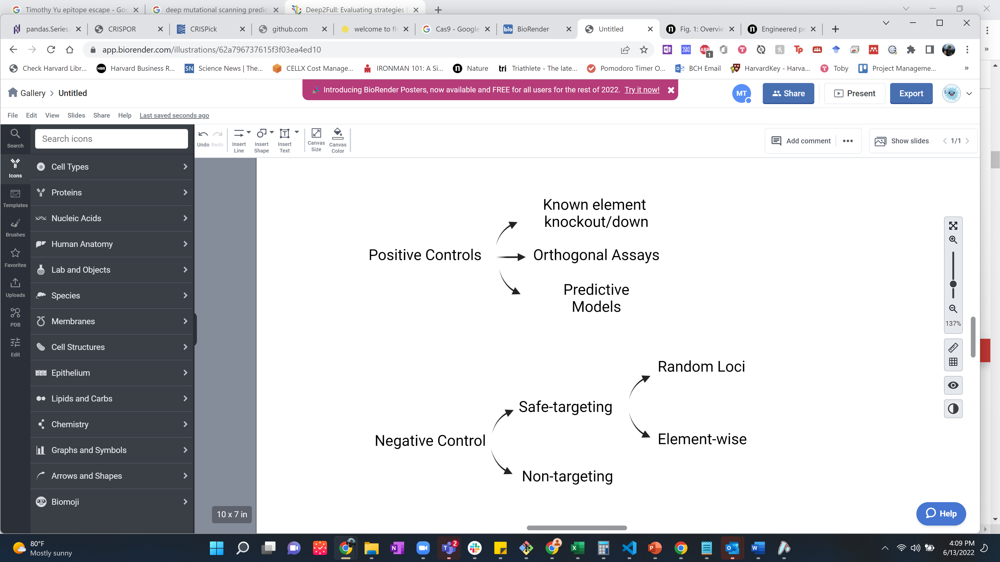 Timothy Yu epitope escape - Goo
deep mutational scanning predic
Deep2Full: Evaluating strategies f
pandas.Series.
CRISPOR
CRISPick
github.com
welcome to flo
Cas9 - Google
bio
BioRender
Untitled
Fig. 1: Overvie
Engineered pe
app.biorender.com/illustrations/62a796737615f3f03ea4ed10
ABP
1
Check Harvard Libr...
HBR
Harvard Business R...
SN
Science News | The...
CELLX Cost Manage...
IRONMAN 101: A Si...
Nature
tri
Triathlete - The late...
Pomodoro Timer O...
BCH Email
HarvardKey - Harva...
Toby
Project Manageme...
Gallery > Untitled
Introducing BioRender Posters, now available and FREE for all users for the rest of 2022. Try it now!
MT
Share
Present
Export
File
Edit
View
Slides
Share
Help
Last saved seconds ago
Search
Search icons
Undo
Redo
Insert
Line
Insert
Shape
Insert
Text
Canvas
Size
Canvas
Color
Add comment
Show slides
1/1
Icons
Templates
Brushes
Favorites
Uploads
PDB
Edit
Cell Types
Proteins
Nucleic Acids
Human Anatomy
Lab and Objects
Species
Membranes
Cell Structures
Epithelium
Lipids and Carbs
Chemistry
Graphs and Symbols
Arrows and Shapes
Biomoji
Known element
knockout/down
Positive Controls
Orthogonal Assays
Predictive
Models
Random Loci
Safe-targeting
Element-wise
Negative Control
Non-targeting
137%
10 x 7 in
Help
80°F
Mostly sunny
2
4:09 PM
6/13/2022